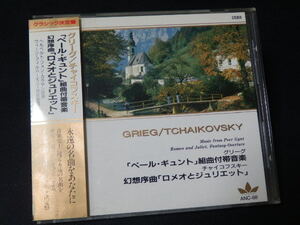 クラシック決定盤
グリーグ/チャイコフスキー
「ペール・ギュント」組曲付帯音楽
幻想序曲「ロメオとジュリエット」
永遠の名曲をあなたに
GRIEG/TCHAIKOVSKY
Music from Peer Gynt
Romeo and Juliet, Fantasy-Overture
グリーグ
「ペール・ギュント」組曲付帯音楽
チャイコフスキー
幻想序曲「ロメオとジュリエット」
ANC-68